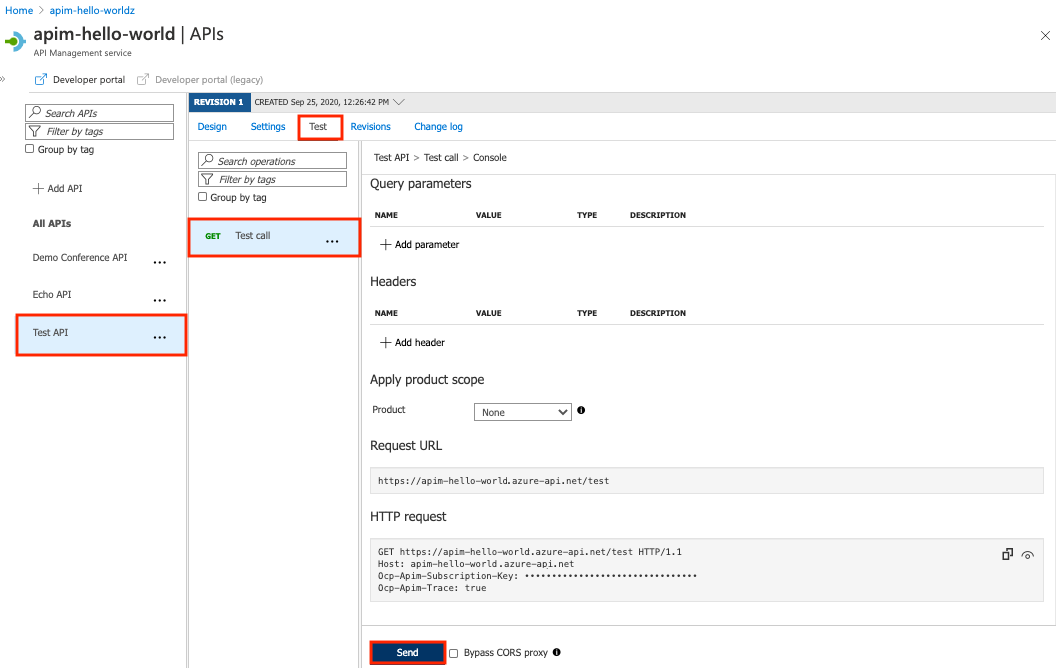 Home > apim-hello-worldz
apim-hello-world | APIs
API Management service
» Developer portal Developer portal (legacy)
Search APIs
Filter by tags
Group by tag
Add API
All APIs
Demo Conference API ...
Echo API ...
Test API ...
REVISION 1 CREATED Sep 25, 2020, 12:26:42 PM
Design Settings Test Revisions Change log
Search operations
Filter by tags
Group by tag
GET Test call ...
Test API > Test call > Console
Query parameters
NAME VALUE TYPE DESCRIPTION
Add parameter
Headers
NAME VALUE TYPE DESCRIPTION
Add header
Apply product scope
Product None
Request URL
https://apim-hello-world.azure-api.net/test
HTTP request
GET https://apim-hello-world.azure-api.net/test HTTP/1.1
Host: apim-hello-world.azure-api.net
Ocp-Apim-Subscription-Key: ••••••••••••••••••••••••••••••••
Ocp-Apim-Trace: true
Send Bypass CORS proxy